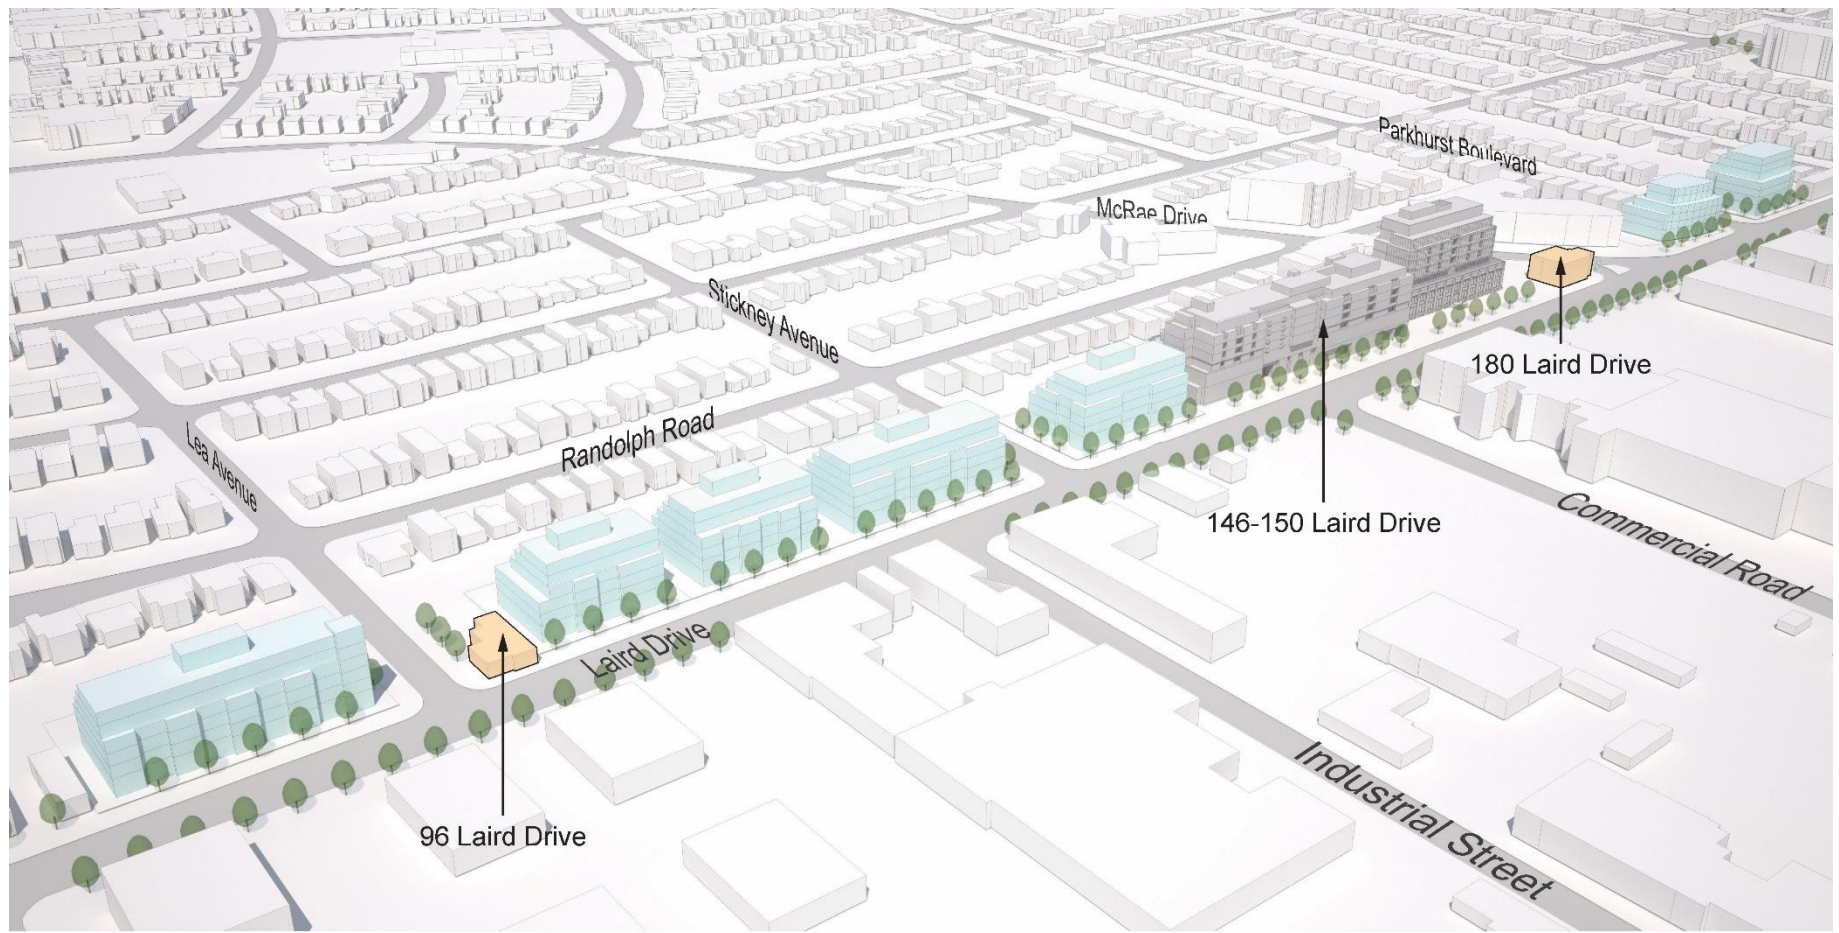 Parkhurst Boulevard
McRae Drive
Stickney Avenue
180 Laird Drive
Randolph Road
Lea Avenue
146-150 Laird Drive
Commercial Road
Laird Drive
Industrial Street
96 Laird Drive